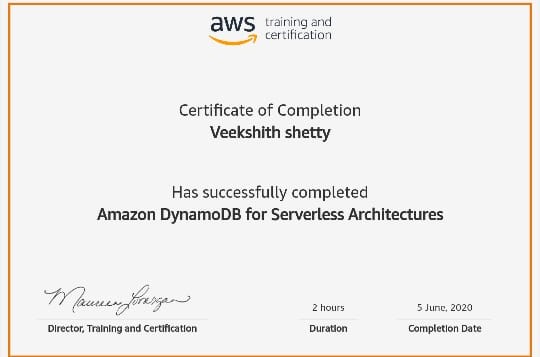 aws training and
certification
Certificate of Completion
Veekshith shetty
Has successfully completed
Amazon DynamoDB for Serverless Architectures
Maureen Lonergan
2 hours
5 June, 2020
Director, Training and Certification
Duration
Completion Date